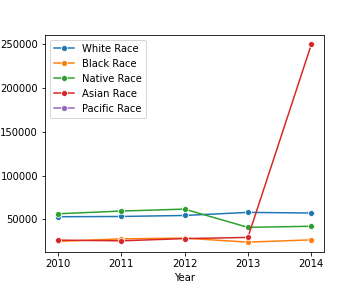 250000
200000
150000
100000
50000
White Race
Black Race
Native Race
Asian Race
Pacific Race
2010 2011 2012 2013 2014
Year